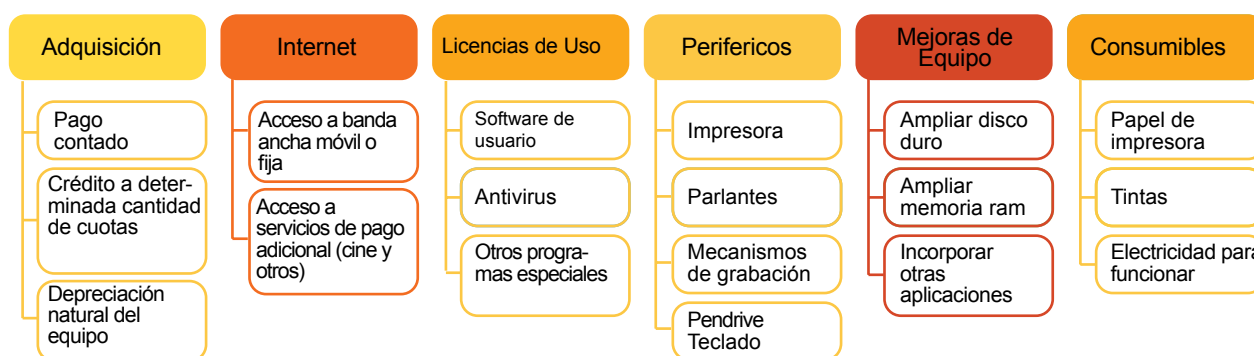 Adquisición
Pago
contado
Crédito a deter-
minada cantidad
de cuotas
Depreciación
natural del
equipo
Internet
Acceso a banda
ancha móvil o
fija
Acceso a
servicios de pago
adicional (cine y
otros)
Licencias de Uso
Software de
usuario
Antivirus
Otros progra-
mas especiales
Perifericos
Impresora
Parlantes
Mecanismos
de grabación
Pendrive
Teclado
Mejoras de
Equipo
Ampliar disco
duro
Ampliar
memoria ram
Incorporar
otras
aplicaciones
Consumibles
Papel de
impresora
Tintas
Electricidad para
funcionar